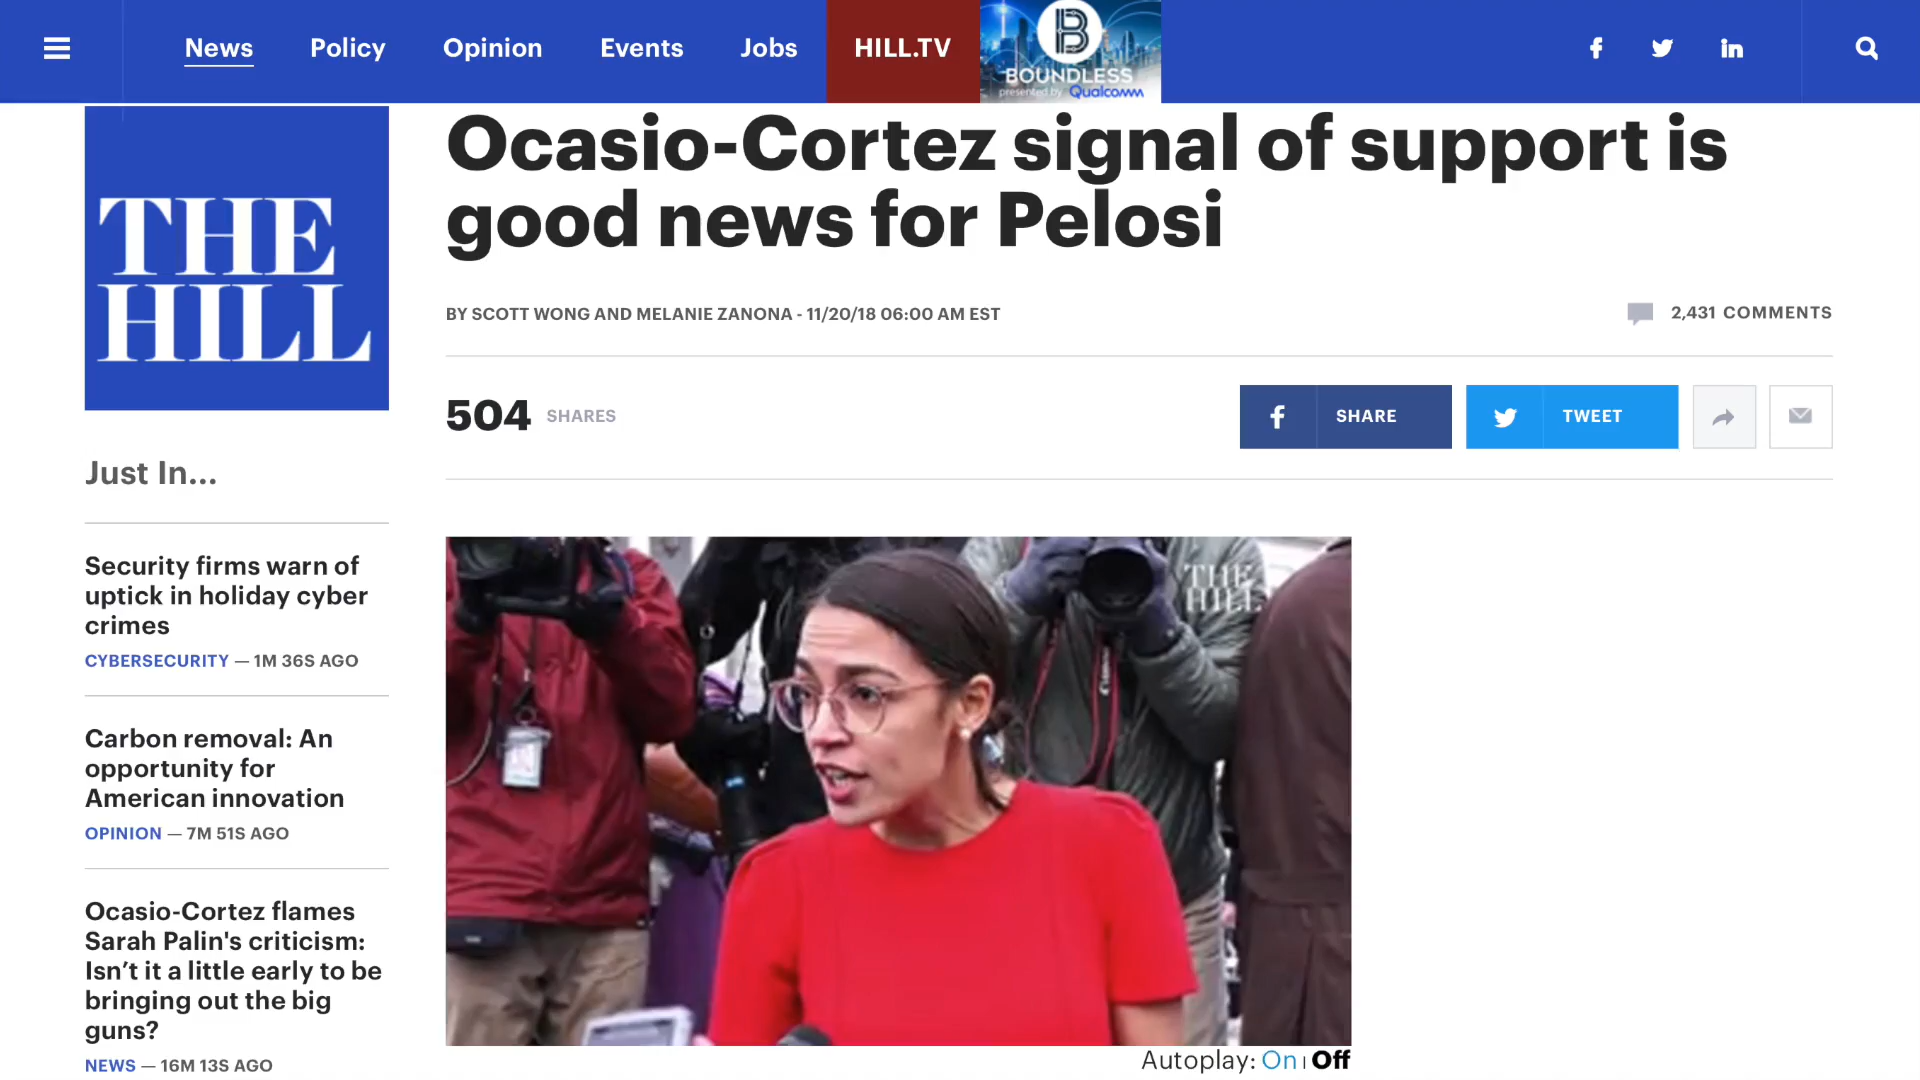 News Policy Opinion Events Jobs HILL.TV
B
BOUNDLESS
presented by Qualcomm
THE
HILL
Ocasio-Cortez signal of support is
good news for Pelosi
BY SCOTT WONG AND MELANIE ZANONA - 11/20/18 06:00 AM EST
2,431 COMMENTS
504 SHARES
f SHARE
TWEET
Just In...
Security firms warn of
uptick in holiday cyber
crimes
CYBERSECURITY — 1M 36S AGO
Carbon removal: An
opportunity for
American innovation
OPINION — 7M 51S AGO
Ocasio-Cortez flames
Sarah Palin's criticism:
Isn’t it a little early to be
bringing out the big
guns?
NEWS — 16M 13S AGO
THE
HILL
Canon
Autoplay: On | Off